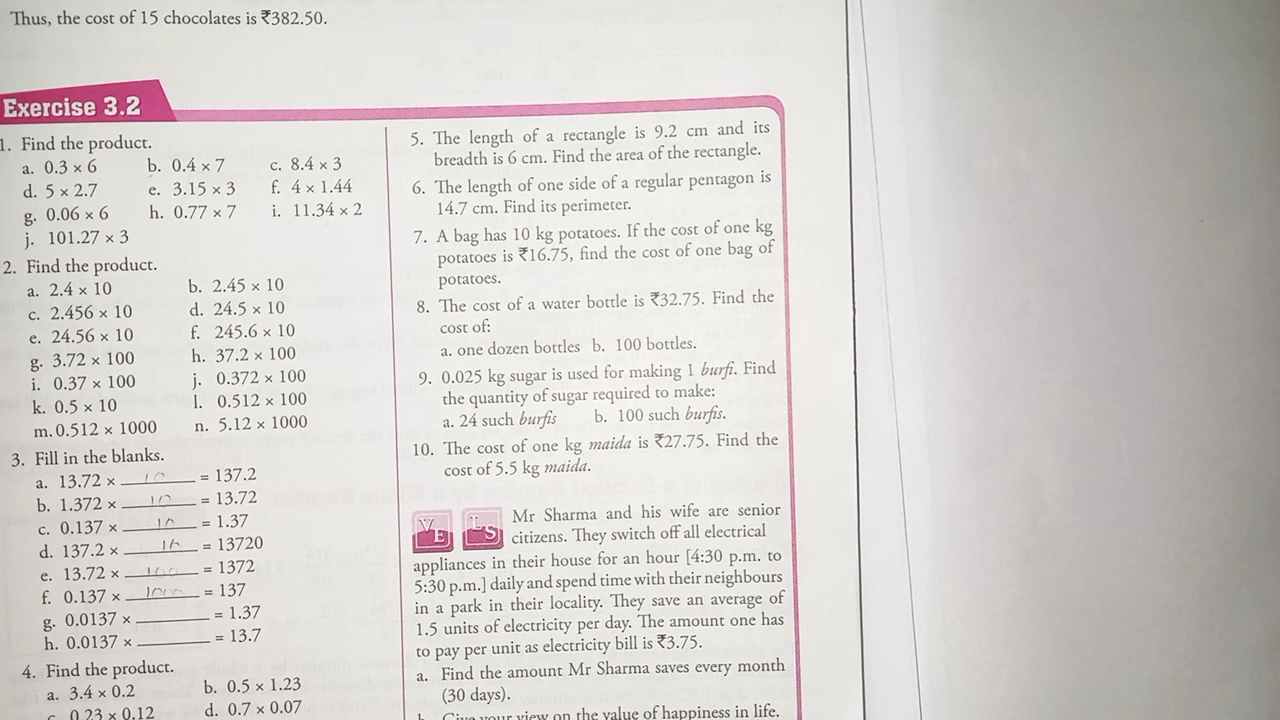 Thus, the cost of 15 chocolates is ₹382.50.
Exercise 3.2
1. Find the product.
a. 0.3 × 6 b. 0.4 × 7 c. 8.4 × 3
d. 5 × 2.7 e. 3.15 × 3 f. 4 × 1.44
g. 0.06 × 6 h. 0.77 × 7 i. 11.34 × 2
j. 101.27 × 3
2. Find the product.
a. 2.4 × 10 b. 2.45 × 10
c. 2.456 × 10 d. 24.5 × 10
e. 24.56 × 10 f. 245.6 × 10
g. 3.72 × 100 h. 37.2 × 100
i. 0.37 × 100 j. 0.372 × 100
k. 0.5 × 10 l. 0.512 × 100
m. 0.512 × 1000 n. 5.12 × 1000
3. Fill in the blanks.
a. 13.72 × 10 = 137.2
b. 1.372 × 10 = 13.72
c. 0.137 × 10 = 1.37
d. 137.2 × ______ = 13720
e. 13.72 × 100 = 1372
f. 0.137 × 1000 = 137
g. 0.0137 × ______ = 1.37
h. 0.0137 × ______ = 13.7
4. Find the product.
a. 3.4 × 0.2 b. 0.5 × 1.23
c 0.23 × 0.12 d. 0.7 × 0.07
5. The length of a rectangle is 9.2 cm and its
breadth is 6 cm. Find the area of the rectangle.
6. The length of one side of a regular pentagon is
14.7 cm. Find its perimeter.
7. A bag has 10 kg potatoes. If the cost of one kg
potatoes is ₹16.75, find the cost of one bag of
potatoes.
8. The cost of a water bottle is ₹32.75. Find the
cost of:
a. one dozen bottles b. 100 bottles.
9. 0.025 kg sugar is used for making 1 burfi. Find
the quantity of sugar required to make:
a. 24 such burfis b. 100 such burfis.
10. The cost of one kg maida is ₹27.75. Find the
cost of 5.5 kg maida.
VE LS Mr Sharma and his wife are senior
citizens. They switch off all electrical
appliances in their house for an hour [4:30 p.m. to
5:30 p.m.] daily and spend time with their neighbours
in a park in their locality. They save an average of
1.5 units of electricity per day. The amount one has
to pay per unit as electricity bill is ₹3.75.
a. Find the amount Mr Sharma saves every month
(30 days).
b Give your view on the value of happiness in life.